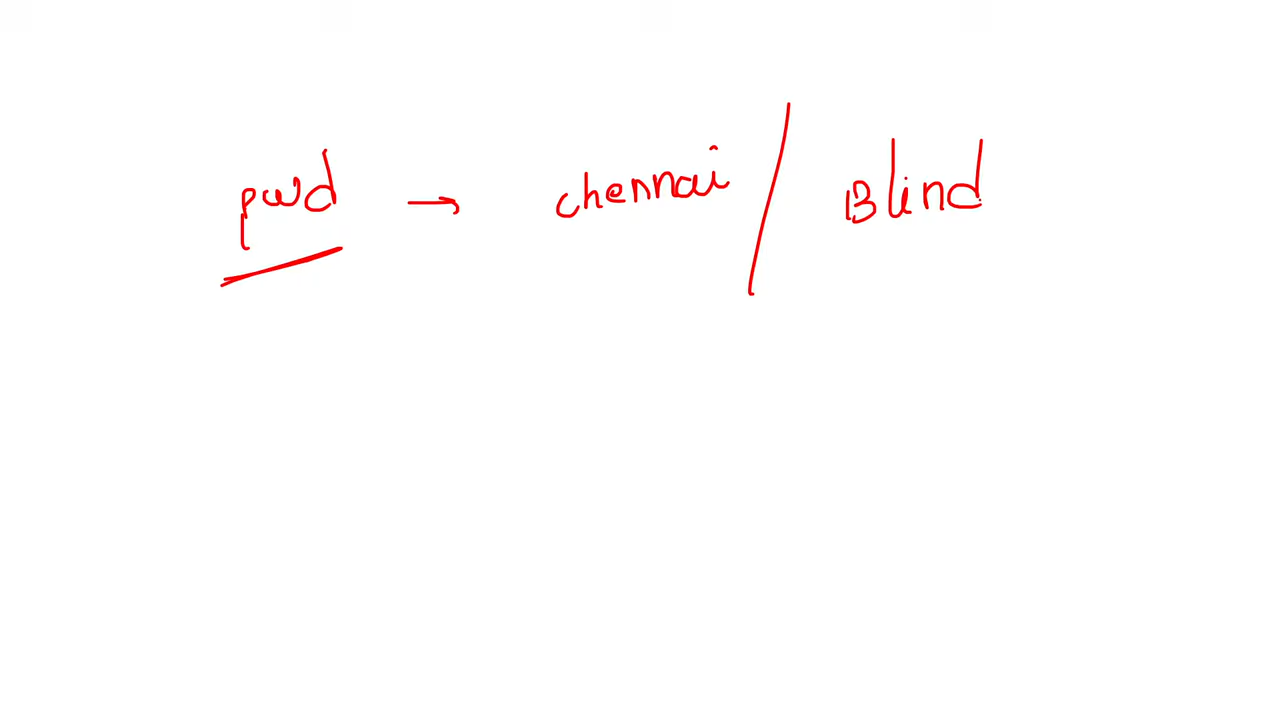 pwd → chennai / Blind